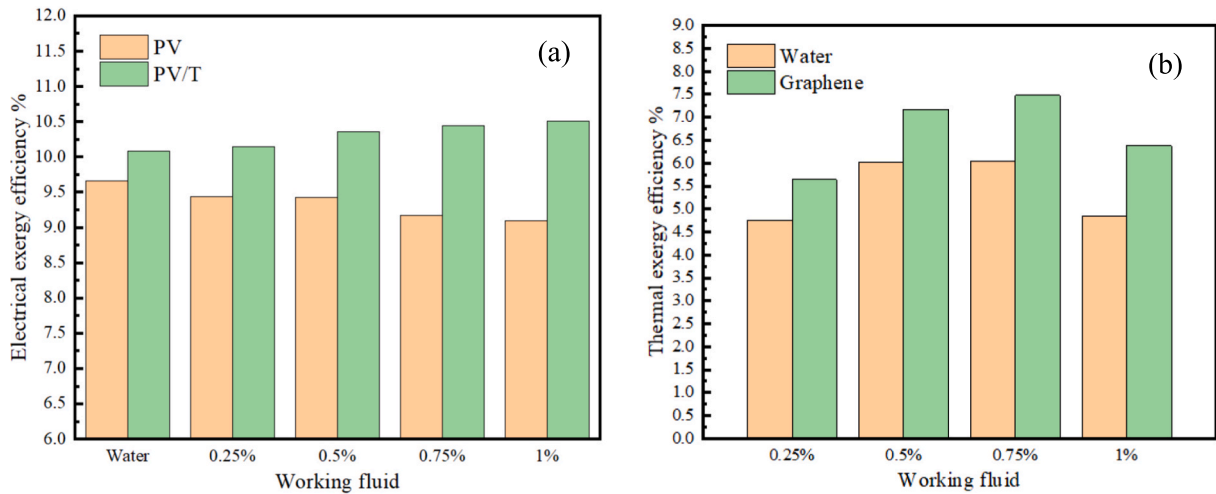 (a)
PV
PV/T
Electrical exergy efficiency %
12.0
11.5
11.0
10.5
10.0
9.5
9.0
8.5
8.0
7.5
7.0
6.5
6.0
Water 0.25% 0.5% 0.75% 1%
Working fluid
(b)
Water
Graphene
Thermal exergy efficiency %
9.0
8.5
8.0
7.5
7.0
6.5
6.0
5.5
5.0
4.5
4.0
3.5
3.0
2.5
2.0
1.5
1.0
0.5
0.0
0.25% 0.5% 0.75% 1%
Working fluid